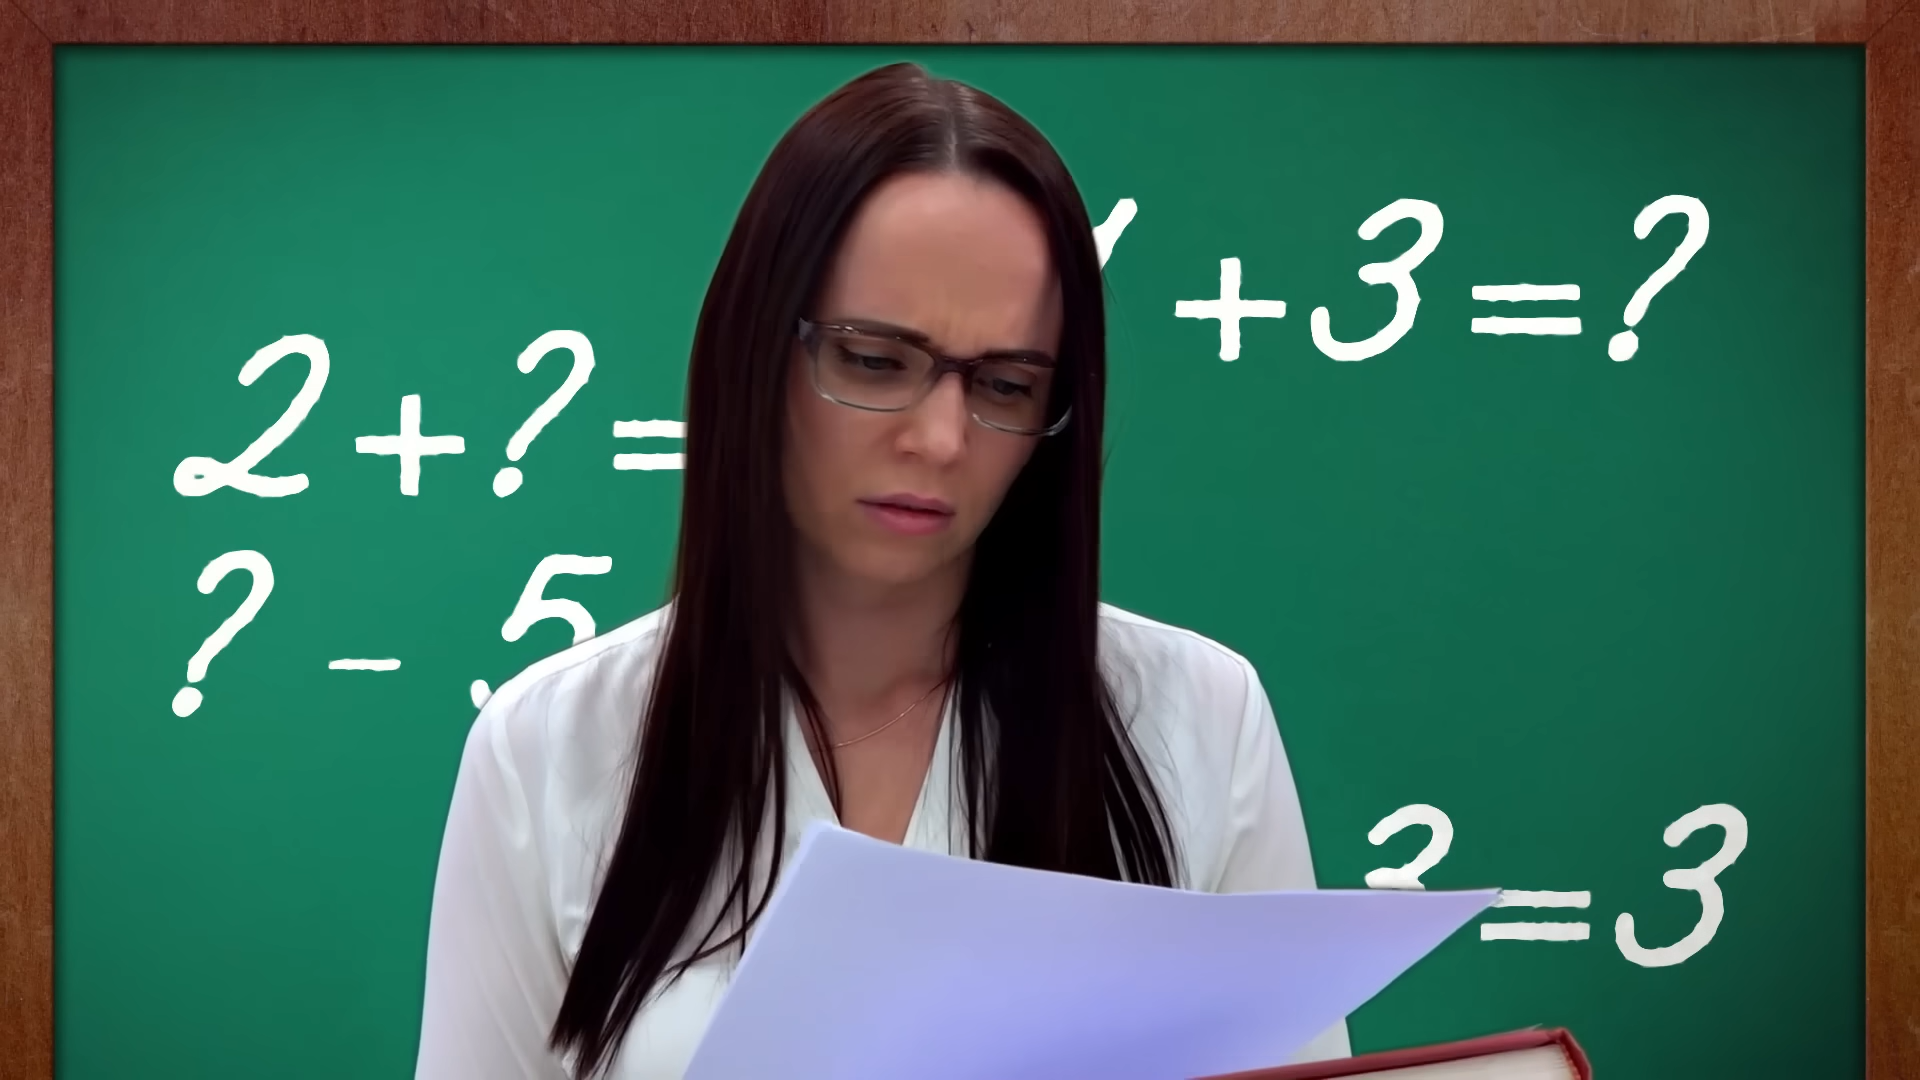 +3=?
2+?=
? - 5
=3